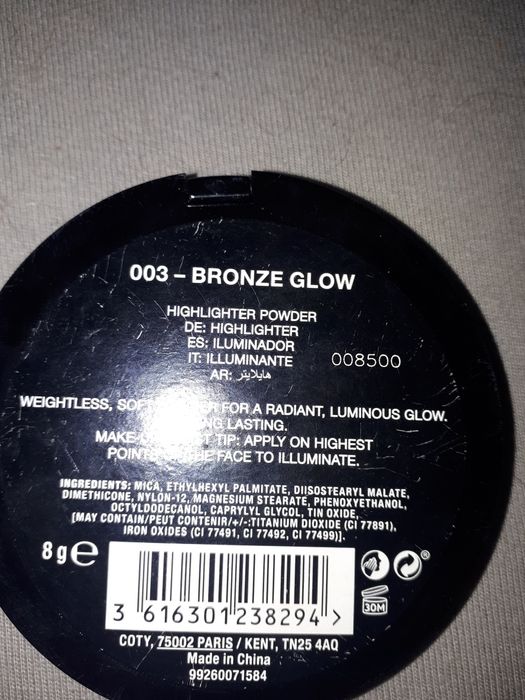 003 – BRONZE GLOW
HIGHLIGHTER POWDER
DE: HIGHLIGHTER
ES: ILUMINADOR
IT: ILLUMINANTE
008500
AR: هايلايتر
WEIGHTLESS, FOR A RADIANT, LUMINOUS GLOW.
LASTING.
TIP: APPLY ON HIGHEST
POINTS OF THE FACE TO ILLUMINATE.
INGREDIENTS: MICA, ETHYLHEXYL PALMITATE, DIISOSTEARYL MALATE,
DIMETHICONE, NYLON-12, MAGNESIUM STEARATE, PHENOXYETHANOL,
OCTYLDODECANOL, CAPRYLYL GLYCOL, TIN OXIDE,
[MAY CONTAIN/PEUT CONTENIR/+/-:TITANIUM DIOXIDE (CI 77891),
IRON OXIDES (CI 77491, CI 77492, CI 77499)].
8 g e
30M
3 616301 238294 >
COTY, 75002 PARIS / KENT, TN25 4AQ
Made in China
99260071584